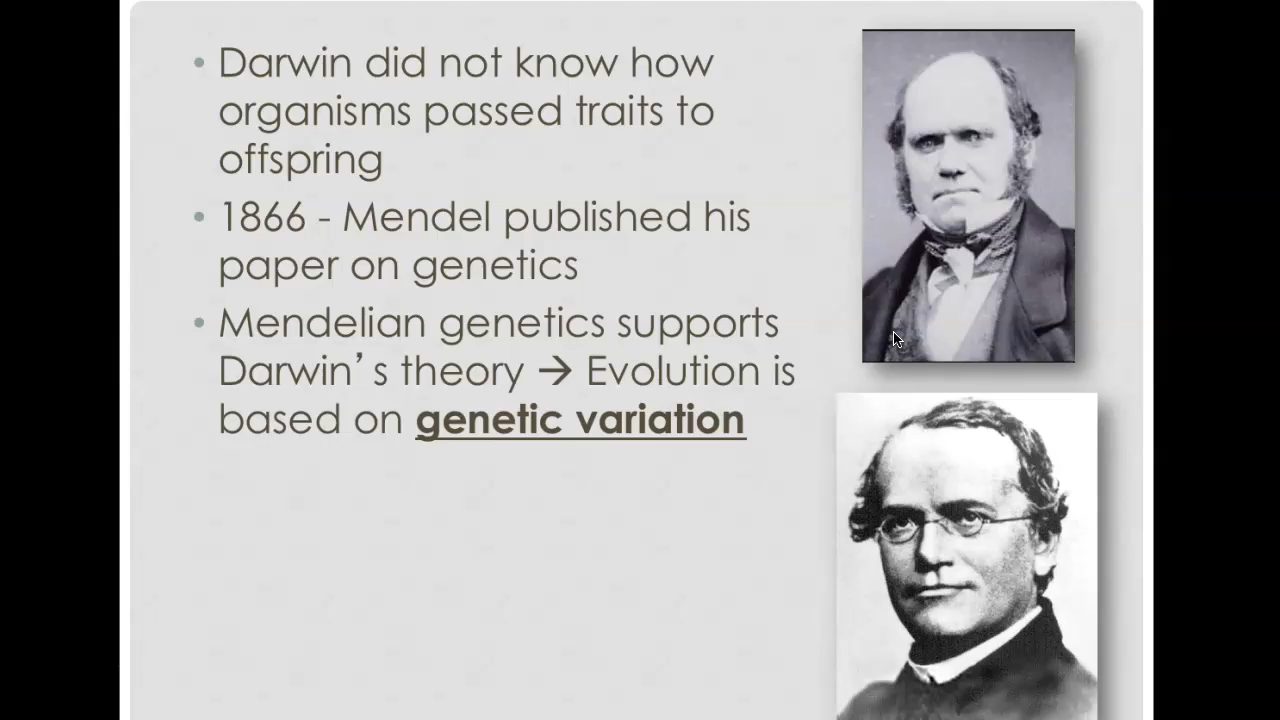 • Darwin did not know how
organisms passed traits to
offspring
• 1866 - Mendel published his
paper on genetics
• Mendelian genetics supports
Darwin’s theory → Evolution is
based on genetic variation